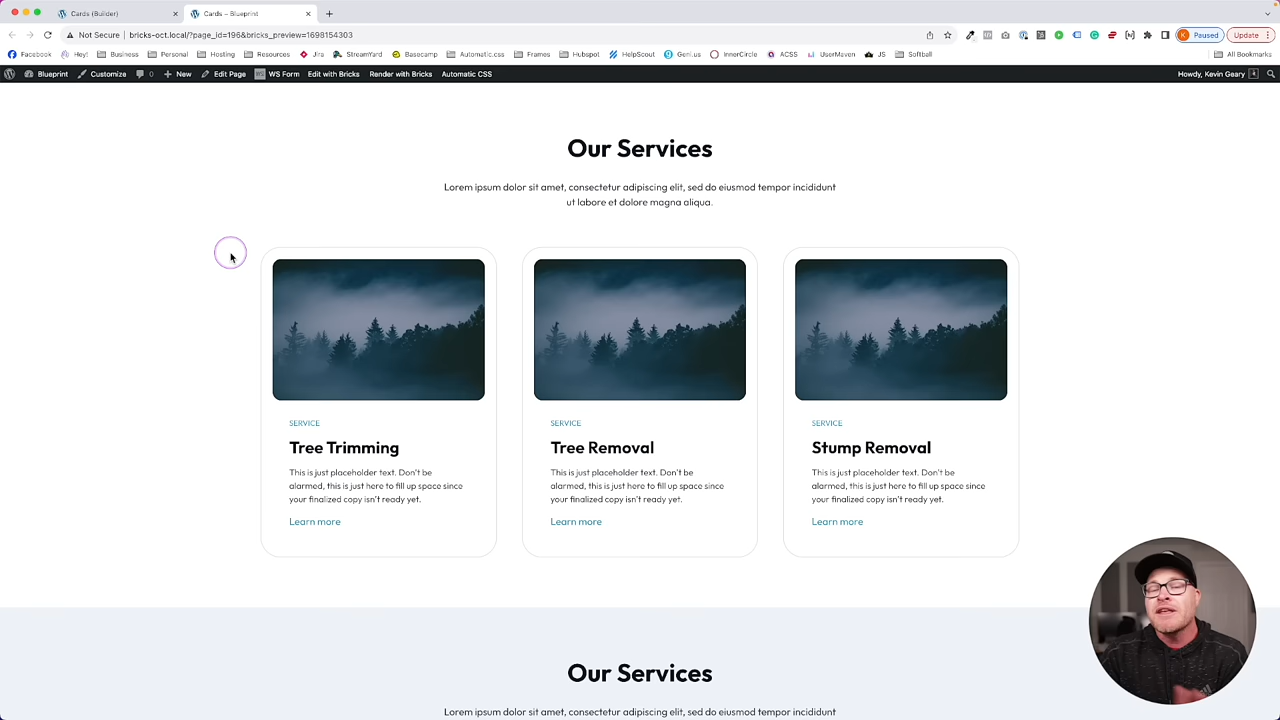 Cards (Builder)
Cards – Blueprint
Not Secure
bricks-oct.local/?page_id=196&bricks_preview=1698154303
Paused
Update
Facebook
Hey!
Business
Personal
Hosting
Resources
Jira
StreamYard
Basecamp
Automatic.css
Frames
Hubspot
HelpScout
Geni.us
InnerCircle
ACSS
UserMaven
JS
Softball
All Bookmarks
Blueprint
Customize
0
New
Edit Page
WS Form
Edit with Bricks
Render with Bricks
Automatic CSS
Howdy, Kevin Geary
Our Services
Lorem ipsum dolor sit amet, consectetur adipiscing elit, sed do eiusmod tempor incididunt
ut labore et dolore magna aliqua.
SERVICE
Tree Trimming
This is just placeholder text. Don't be
alarmed, this is just here to fill up space since
your finalized copy isn't ready yet.
Learn more
SERVICE
Tree Removal
This is just placeholder text. Don't be
alarmed, this is just here to fill up space since
your finalized copy isn't ready yet.
Learn more
SERVICE
Stump Removal
This is just placeholder text. Don't be
alarmed, this is just here to fill up space since
your finalized copy isn't ready yet.
Learn more
Our Services
Lorem ipsum dolor sit amet, consectetur adipiscing elit, sed do eiusmod tempor incididunt